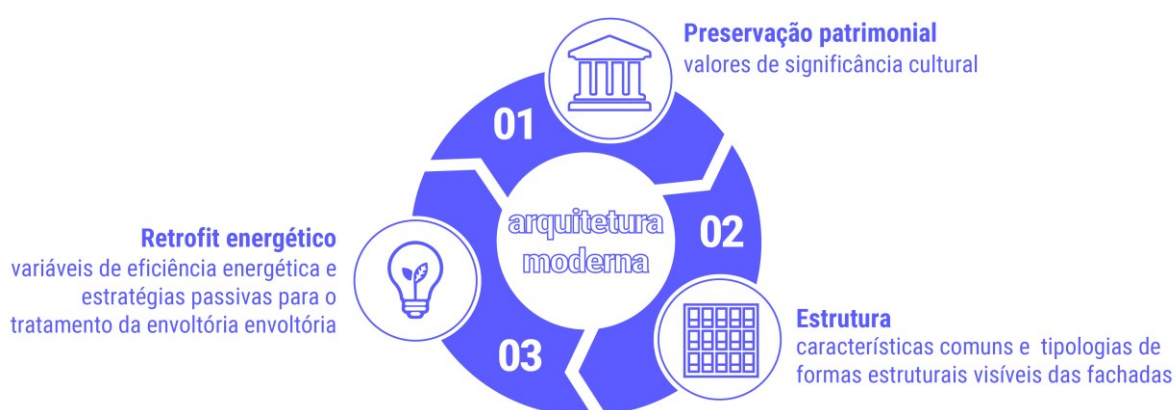 Preservação patrimonial
valores de significância cultural
01
arquitetura
moderna
02
Retrofit energético
variáveis de eficiência energética e
estratégias passivas para o
tratamento da envoltória envoltória
Estrutura
características comuns e tipologias de
formas estruturais visíveis das fachadas
03